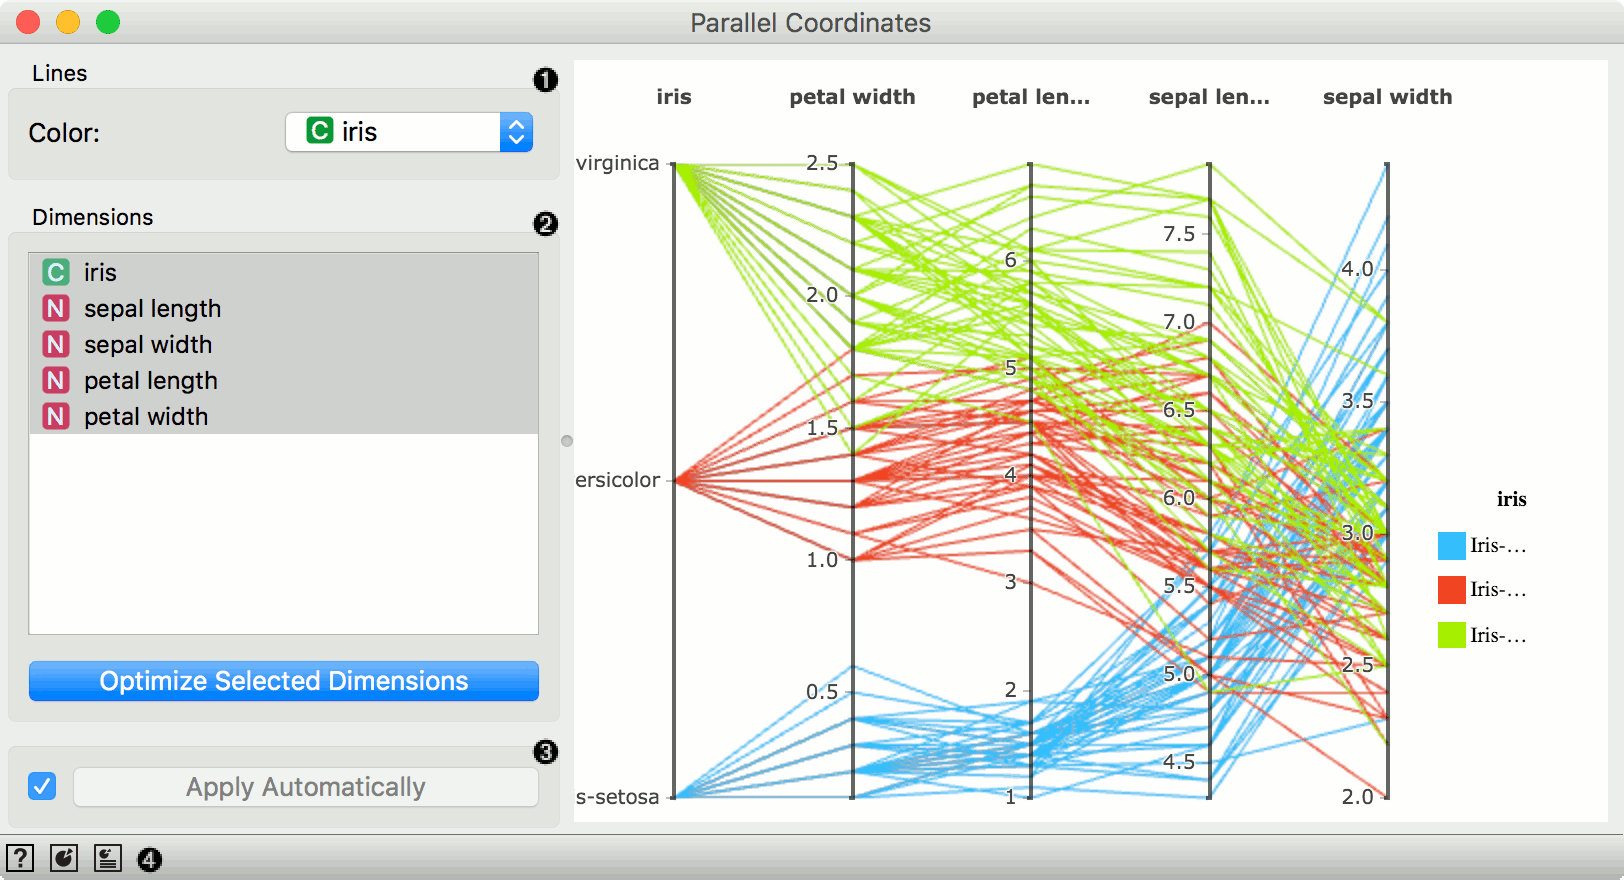 Parallel Coordinates
Lines
1
Color:
C iris
Dimensions
2
C iris
N sepal length
N sepal width
N petal length
N petal width
Optimize Selected Dimensions
3
Apply Automatically
? 4
iris petal width petal len... sepal len... sepal width
virginica
ersicolor
s-setosa
2.5
2.0
1.5
1.0
0.5
6
5
4
3
2
1
7.5
7.0
6.5
6.0
5.5
5.0
4.5
4.0
3.5
3.0
2.5
2.0
iris
Iris-...
Iris-...
Iris-...